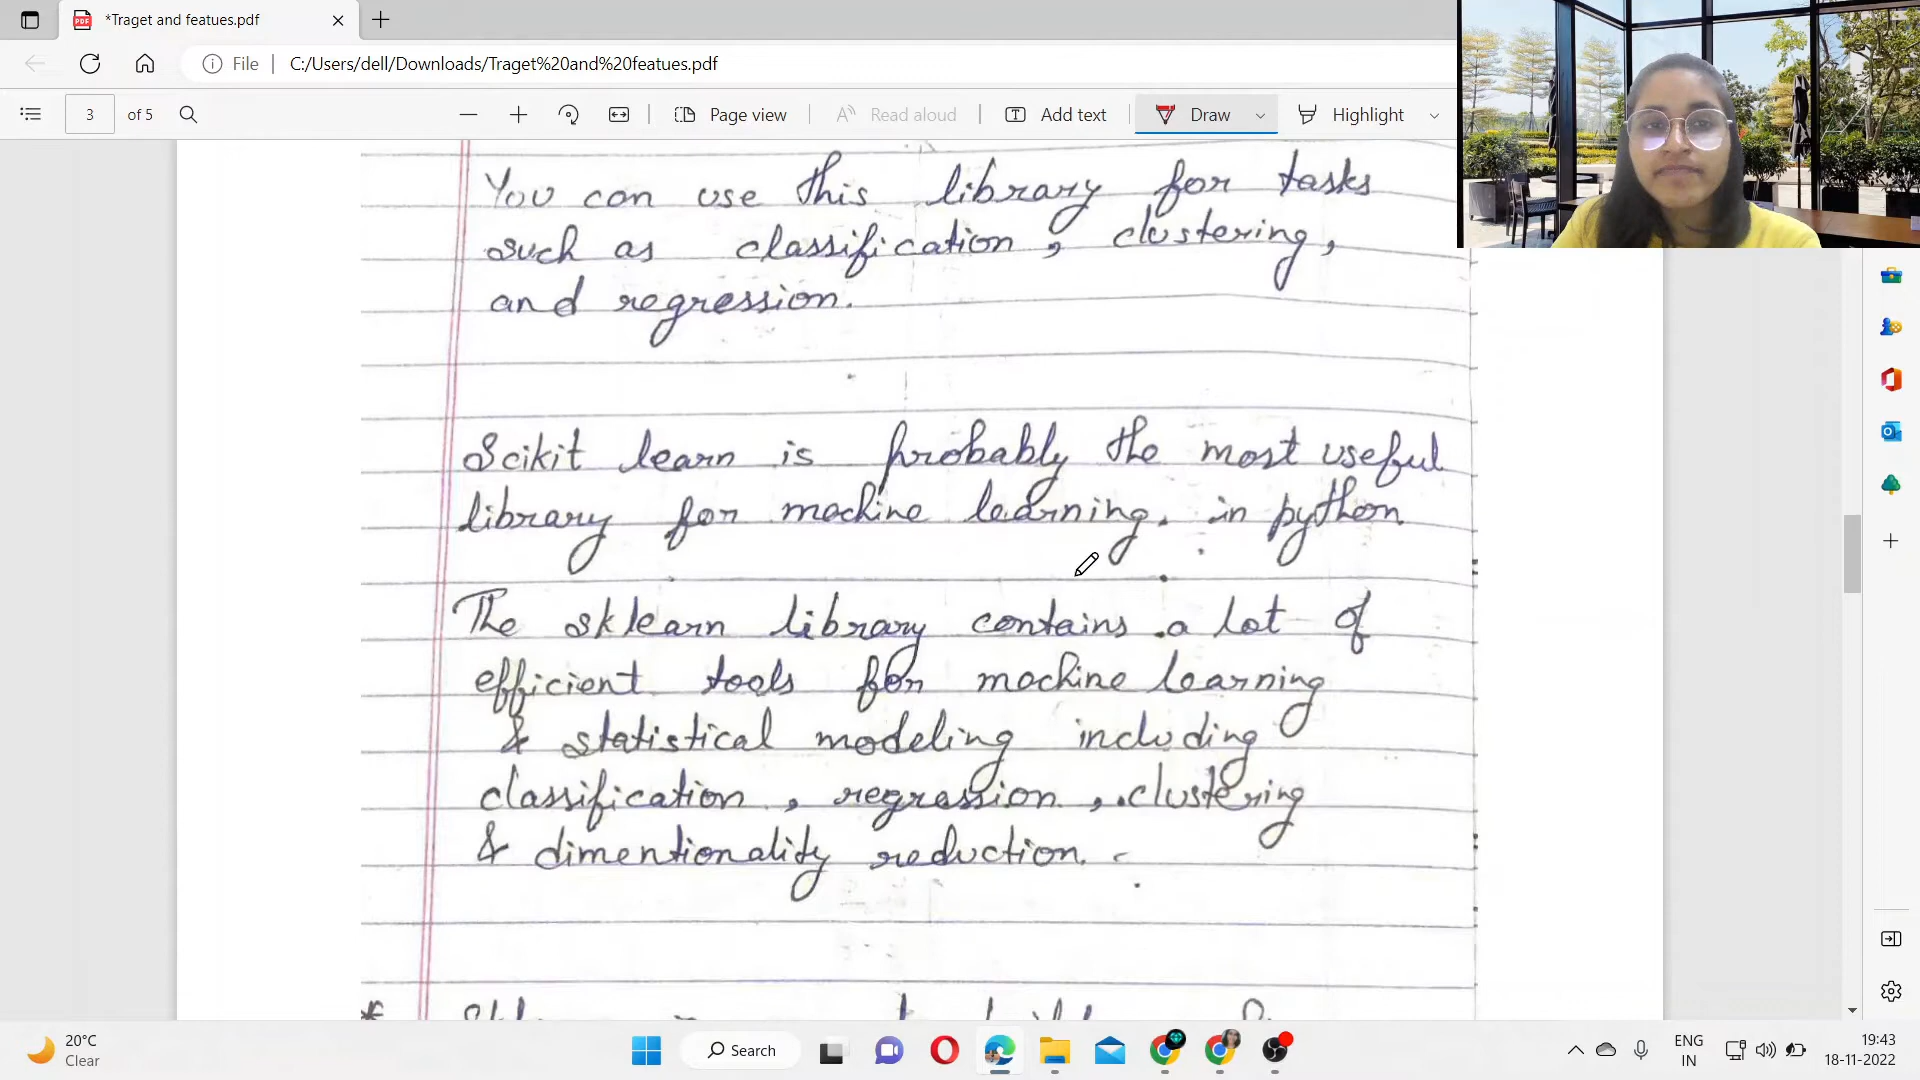 *Traget and featues.pdf
File
C:/Users/dell/Downloads/Traget%20and%20featues.pdf
3 of 5
Page view
Read aloud
Add text
Draw
Highlight
You can use this library for tasks
such as classification, clustering,
and regression.
Scikit learn is probably the most useful
library for machine learning. in python
The sklearn library contains a lot of
efficient tools for machine learning
& statistical modeling including
classification, regression, clustering
& dimentionality reduction.
20°C
Clear
Search
ENG
IN
19:43
18-11-2022